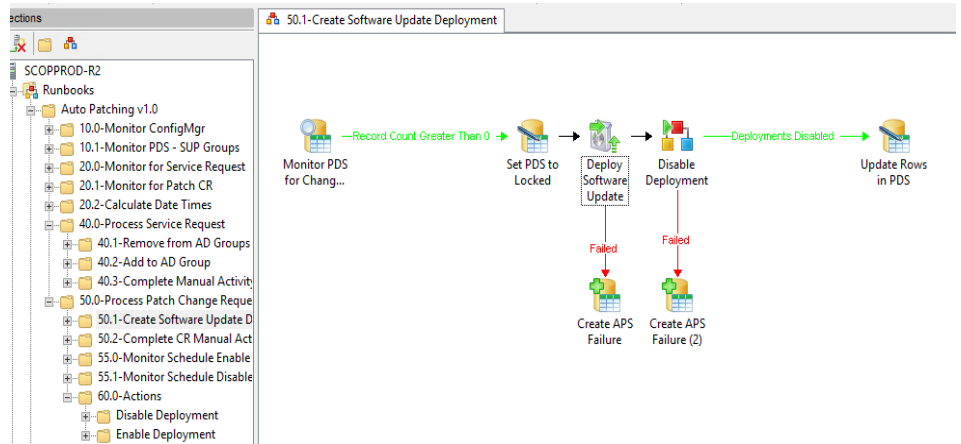 ections
50.1-Create Software Update Deployment
SCOPPROD-R2
Runbooks
Auto Patching v1.0
10.0-Monitor ConfigMgr
10.1-Monitor PDS - SUP Groups
20.0-Monitor for Service Request
20.1-Monitor for Patch CR
20.2-Calculate Date Times
40.0-Process Service Request
40.1-Remove from AD Groups
40.2-Add to AD Group
40.3-Complete Manual Activity
50.0-Process Patch Change Reque
50.1-Create Software Update D
50.2-Complete CR Manual Act
55.0-Monitor Schedule Enable
55.1-Monitor Schedule Disable
60.0-Actions
Disable Deployment
Enable Deployment
Monitor PDS
for Chang...
Record Count Greater Than 0
Set PDS to
Locked
Deploy
Software
Update
Disable
Deployment
Deployments Disabled
Update Rows
in PDS
Failed
Failed
Create APS
Failure
Create APS
Failure (2)